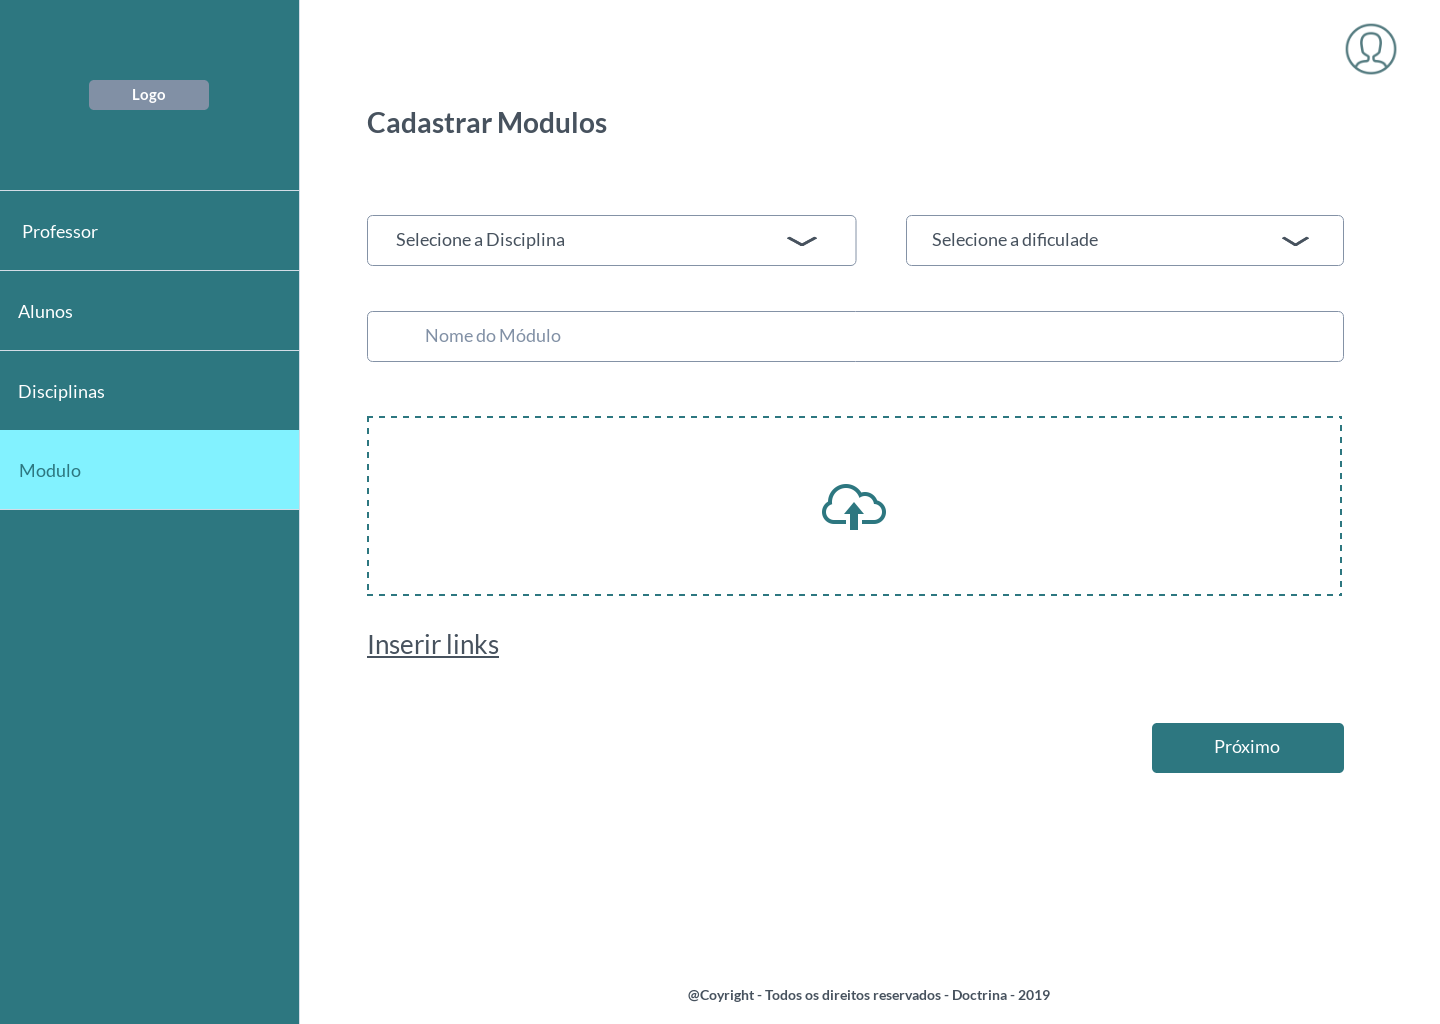 Logo
Professor
Alunos
Disciplinas
Modulo
Cadastrar Modulos
Selecione a Disciplina
Selecione a dificulade
Nome do Módulo
Inserir links
Próximo
@Coyright - Todos os direitos reservados - Doctrina - 2019